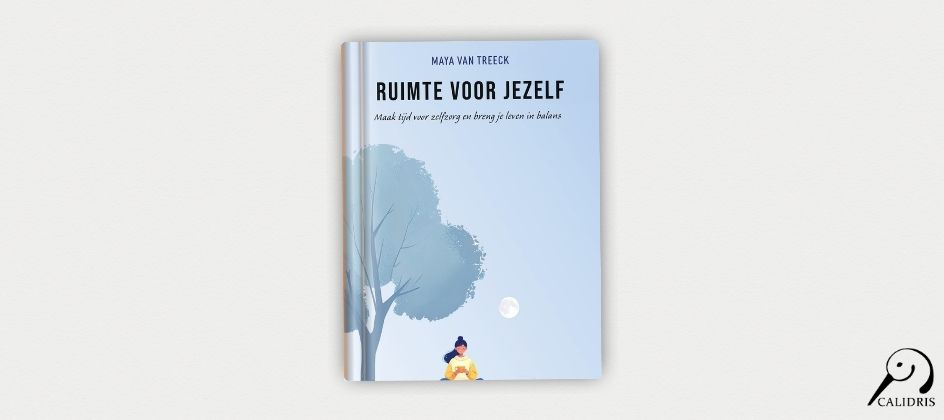 MAYA VAN TREECK
RUIMTE VOOR JEZELF
Maak tijd voor zelfzorg en breng je leven in balans
CALIDRIS